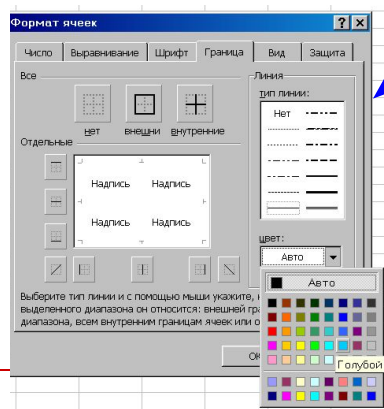 Формат ячеек
Число Выравнивание Шрифт Граница Вид Защита
Все
нет внешни внутренние
Отдельные
Надпись Надпись
Надпись Надпись
Линия
тип линии:
Нет
цвет:
Авто
Авто
Голубой
Выберите тип линии и с помощью мыши укажите,
выделенного диапазона он относится: внешней
диапазона, всем внутренним границам ячеек или